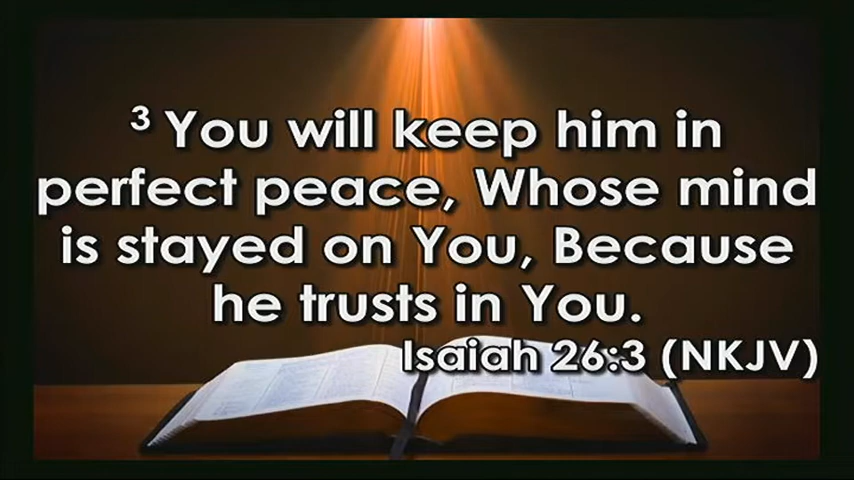 3 You will keep him in
perfect peace, Whose mind
is stayed on You, Because
he trusts in You.
Isaiah 26:3 (NKJV)